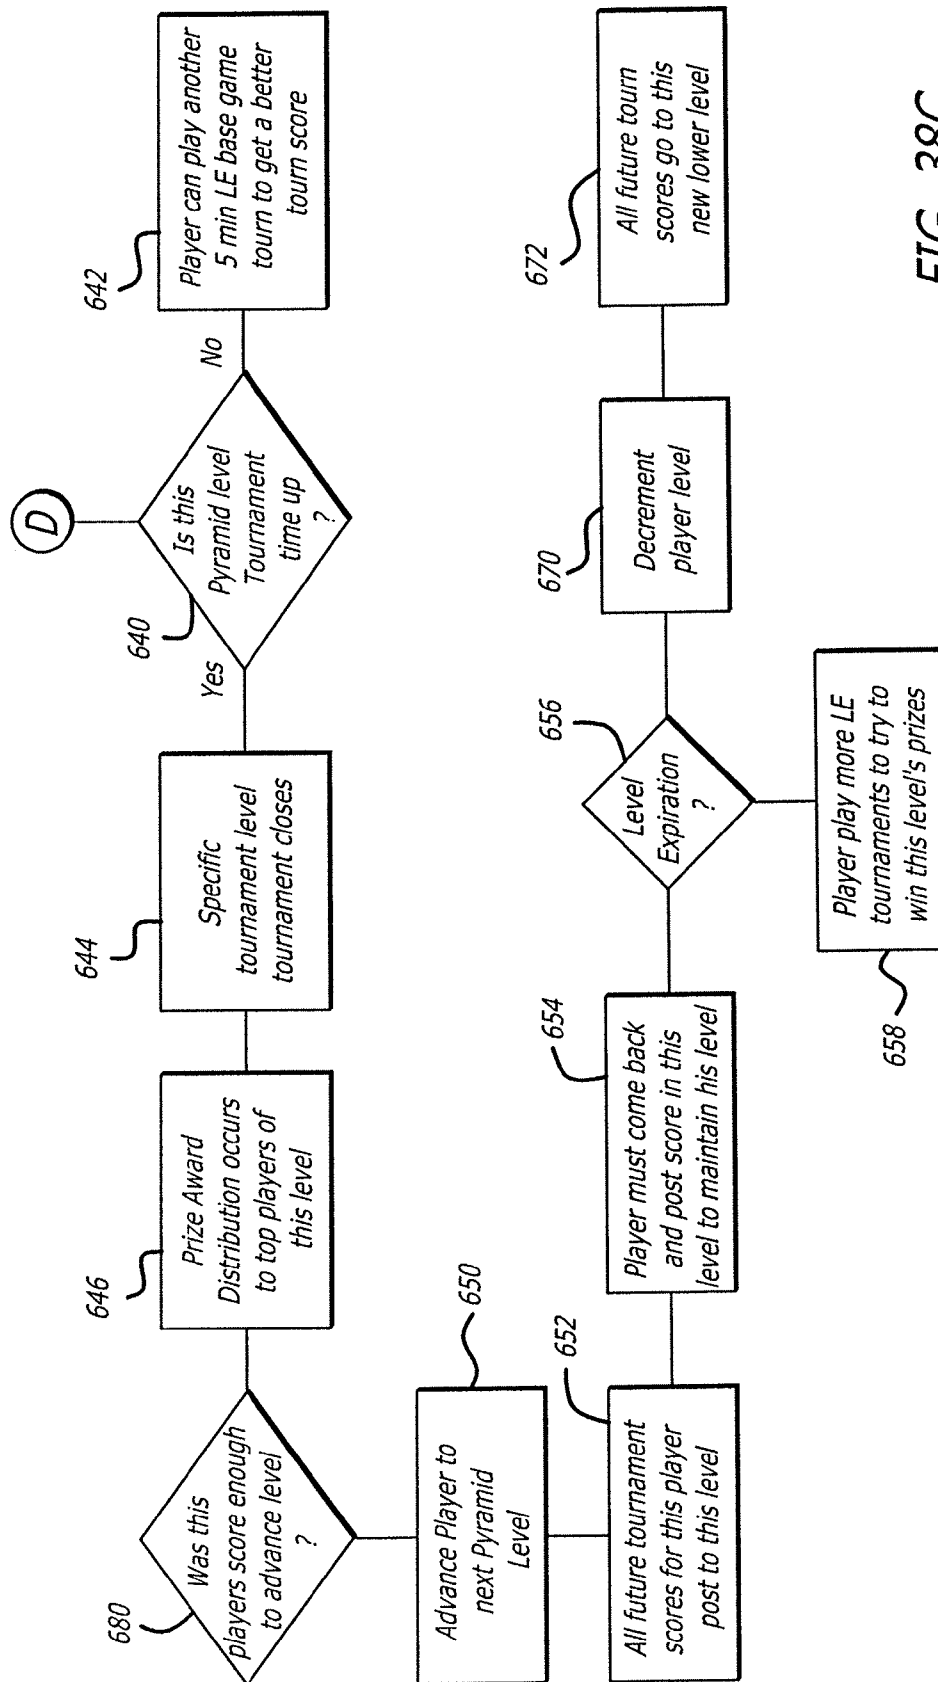 D
640
Is this
Pyramid level
Tournament
time up
?
No
642
Player can play another
5 min LE base game
tourn to get a better
tourn score
Yes
644
Specific
tournament level
tournament closes
646
Prize Award
Distribution occurs
to top players of
this level
680
Was this
players score enough
to advance level
?
650
Advance Player to
next Pyramid
Level
652
All future tournament
scores for this player
post to this level
654
Player must come back
and post score in this
level to maintain his level
656
Level
Expiration
?
658
Player play more LE
tournaments to try to
win this level's prizes
670
Decrement
player level
672
All future tourn
scores go to this
new lower level
FIG. 38C